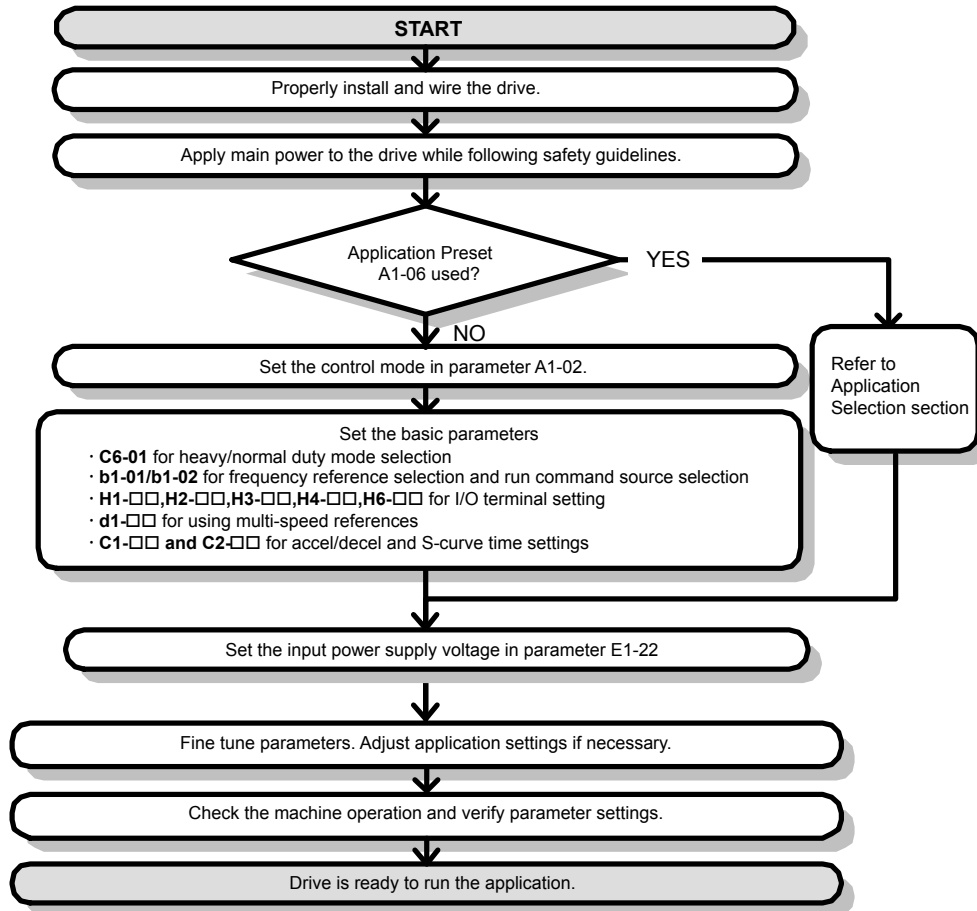 START
Properly install and wire the drive.
Apply main power to the drive while following safety guidelines.
Application Preset
A1-06 used?
YES
NO
Set the control mode in parameter A1-02.
Refer to
Application
Selection section
Set the basic parameters
· C6-01 for heavy/normal duty mode selection
· b1-01/b1-02 for frequency reference selection and run command source selection
· H1-□□,H2-□□,H3-□□,H4-□□,H6-□□ for I/O terminal setting
· d1-□□ for using multi-speed references
· C1-□□ and C2-□□ for accel/decel and S-curve time settings
Set the input power supply voltage in parameter E1-22
Fine tune parameters. Adjust application settings if necessary.
Check the machine operation and verify parameter settings.
Drive is ready to run the application.